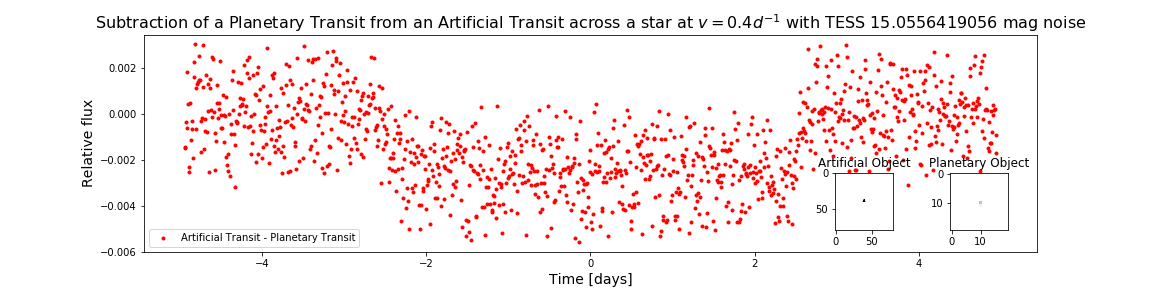 Subtraction of a Planetary Transit from an Artificial Transit across a star at v = 0.4d⁻¹ with TESS 15.0556419056 mag noise
Relative flux
0.002
0.000
−0.002
−0.004
−0.006
Artificial Transit - Planetary Transit
Artificial Object
0
50
0 50
Planetary Object
0
10
0 10
−4 −2 0 2 4
Time [days]